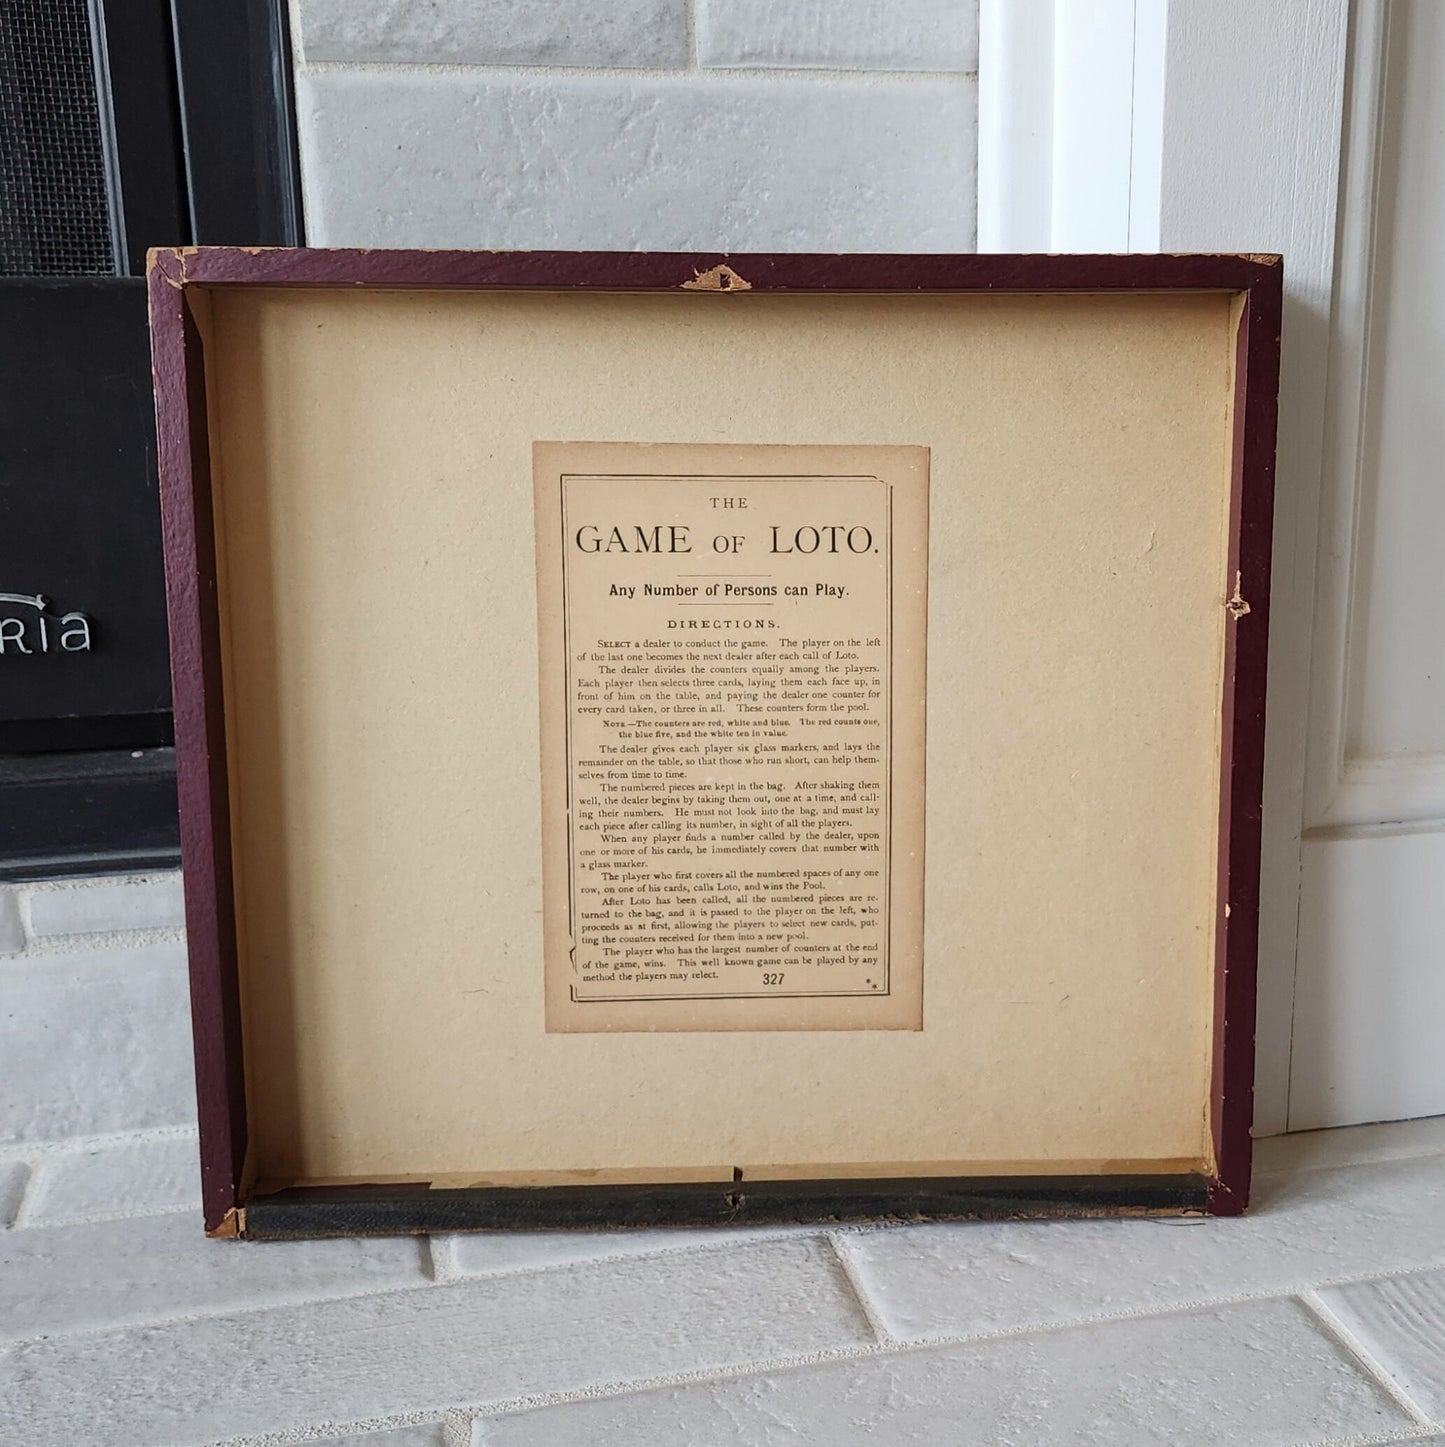 RIa
THE
GAME OF LOTO.
Any Number of Persons can Play.
DIRECTIONS.
SELECT a dealer to conduct the game. The player on the left
of the last one becomes the next dealer after each call of Loto.
The dealer divides the counters equally among the players.
Each player then selects three cards, laying them each face up, in
front of him on the table, and paying the dealer one counter for
every card taken, or three in all. These counters form the pool.
NOTE.—The counters are red, white and blue. The red counts one,
the blue five, and the white ten in value.
The dealer gives each player six glass markers, and lays the
remainder on the table, so that those who run short, can help them-
selves from time to time.
The numbered pieces are kept in the bag. After shaking them
well, the dealer begins by taking them out, one at a time, and call-
ing their numbers. He must not look into the bag, and must lay
each piece after calling its number, in sight of all the players.
When any player finds a number called by the dealer, upon
one or more of his cards, he immediately covers that number with
a glass marker.
The player who first covers all the numbered spaces of any one
row, on one of his cards, calls Loto, and wins the Pool.
After Loto has been called, all the numbered pieces are re-
turned to the bag, and it is passed to the player on the left, who
proceeds as at first, allowing the players to select new cards, put-
ting the counters received for them into a new pool.
The player who has the largest number of counters at the end
of the game, wins. This well known game can be played by any
method the players may select. 327 **